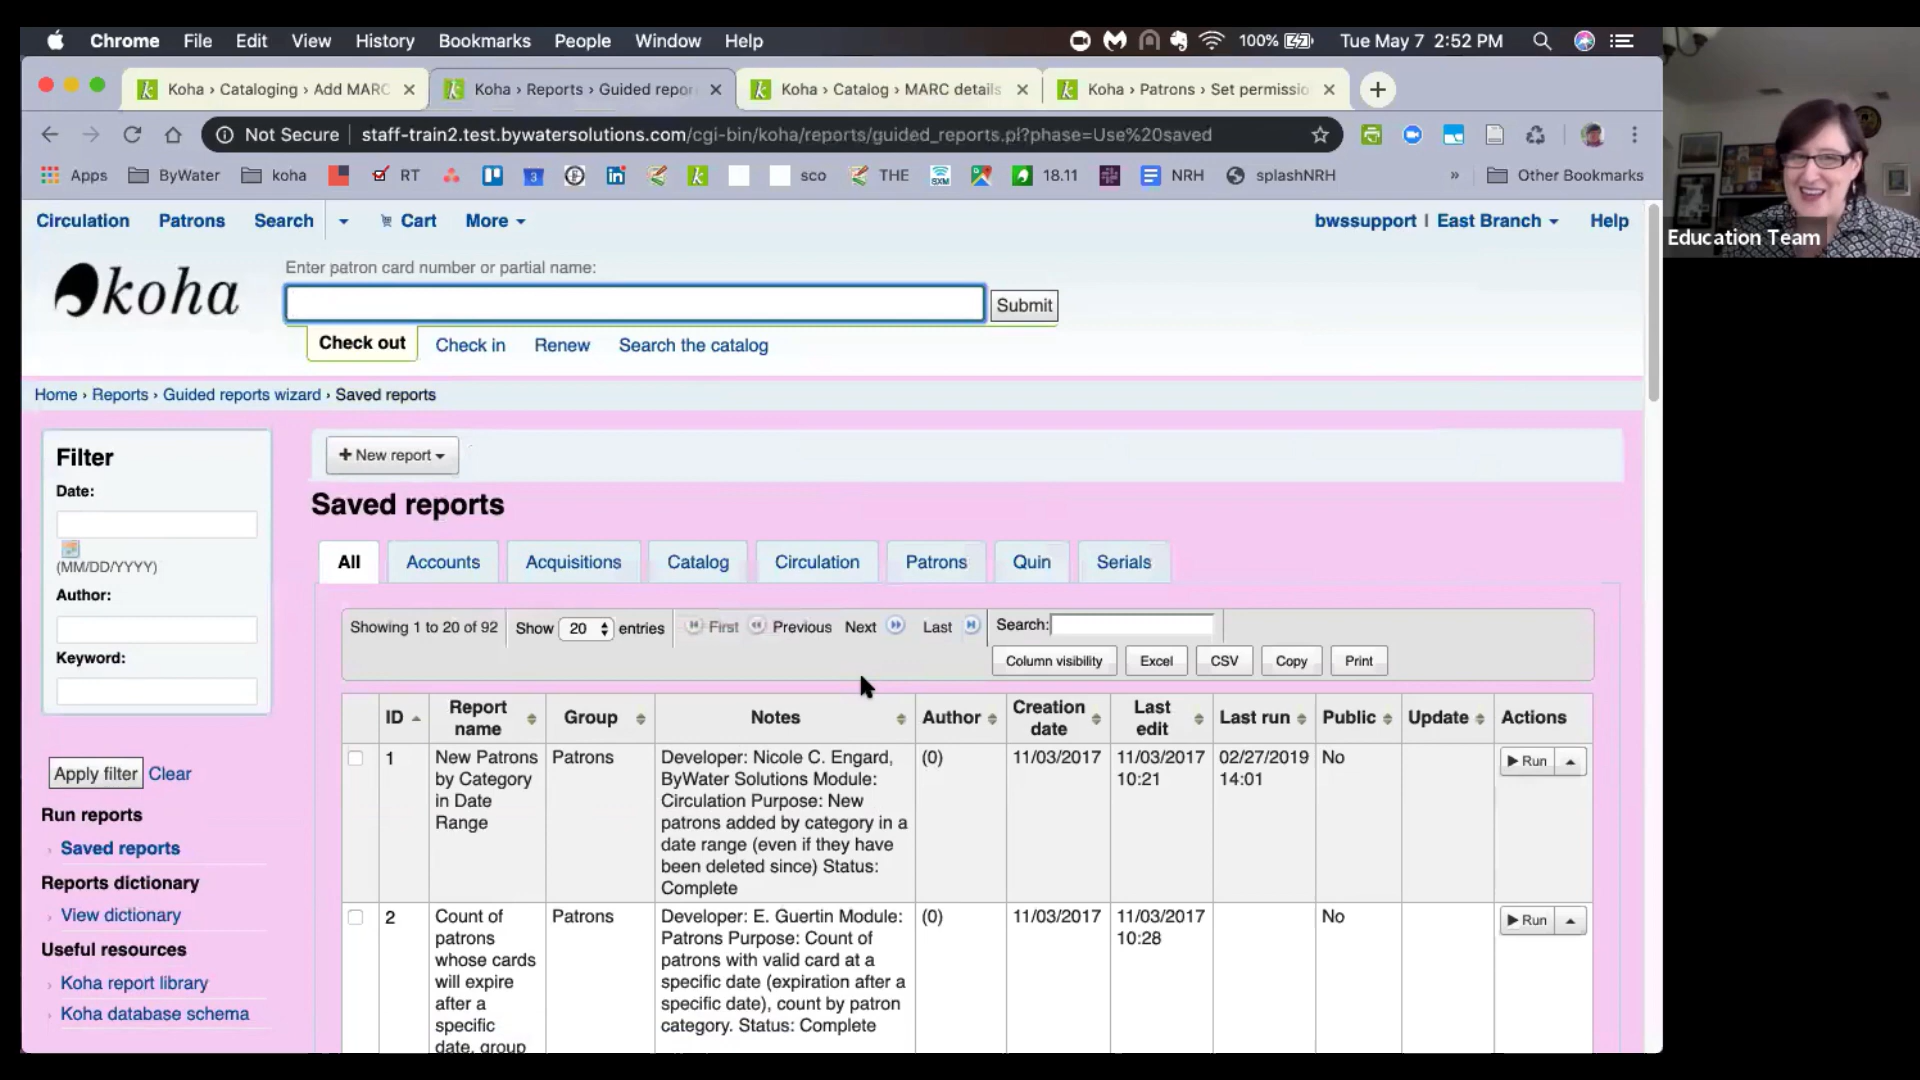 Chrome File Edit View History Bookmarks People Window Help 100% Tue May 7 2:52 PM
Koha › Cataloging › Add MARC
Koha › Reports › Guided repor
Koha › Catalog › MARC details
Koha › Patrons › Set permissio
Not Secure staff-train2.test.bywatersolutions.com/cgi-bin/koha/reports/guided_reports.pl?phase=Use%20saved
Apps ByWater koha RT 3 sco THE SXM 18.11 NRH splashNRH » Other Bookmarks
Education Team
Circulation Patrons Search Cart More bwssupport | East Branch Help
koha
Enter patron card number or partial name:
Submit
Check out Check in Renew Search the catalog
Home › Reports › Guided reports wizard › Saved reports
Filter
Date:
(MM/DD/YYYY)
Author:
Keyword:
Apply filter Clear
Run reports
Saved reports
Reports dictionary
View dictionary
Useful resources
Koha report library
Koha database schema
+ New report
Saved reports
All Accounts Acquisitions Catalog Circulation Patrons Quin Serials
Showing 1 to 20 of 92 Show 20 entries First Previous Next Last Search:
Column visibility Excel CSV Copy Print
ID Report name Group Notes Author Creation date Last edit Last run Public Update Actions
1 New Patrons Patrons Developer: Nicole C. Engard, (0) 11/03/2017 11/03/2017 02/27/2019 No Run
by Category ByWater Solutions Module: 10:21 14:01
in Date Circulation Purpose: New
Range patrons added by category in a
date range (even if they have
been deleted since) Status:
Complete
2 Count of Patrons Developer: E. Guertin Module: (0) 11/03/2017 11/03/2017 No Run
patrons Patrons Purpose: Count of 10:28
whose cards patrons with valid card at a
will expire specific date (expiration after a
after a specific date), count by patron
specific category. Status: Complete
date, group